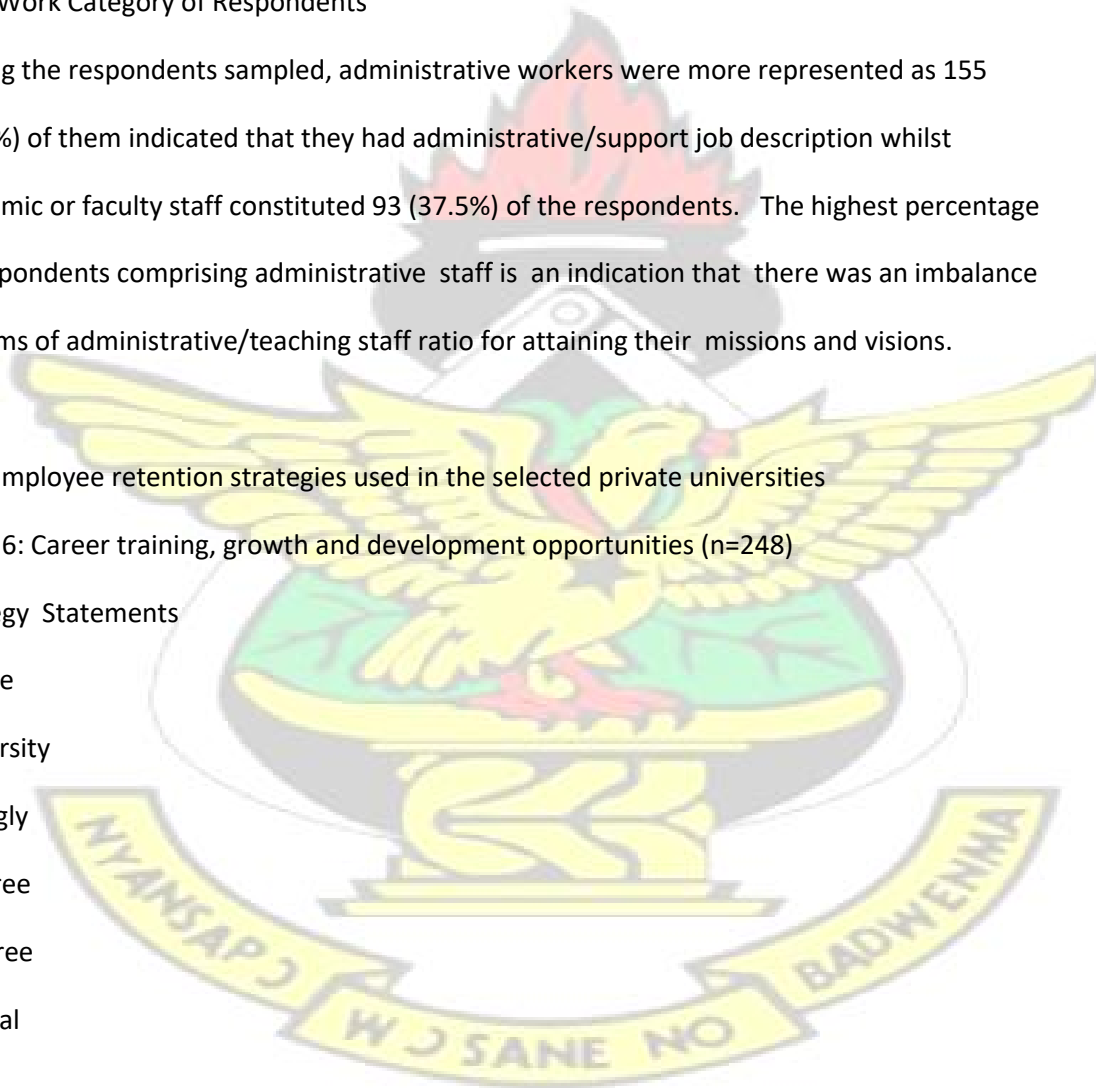 Work Category of Respondents
g the respondents sampled, administrative workers were more represented as 155
%) of them indicated that they had administrative/support job description whilst
mic or faculty staff constituted 93 (37.5%) of the respondents. The highest percentage
pondents comprising administrative staff is an indication that there was an imbalance
ms of administrative/teaching staff ratio for attaining their missions and visions.
mployee retention strategies used in the selected private universities
6: Career training, growth and development opportunities (n=248)
egy Statements
e
rsity
gly
ree
ree
al
NYANSAPƆ
WƆSANE NO
BADWENMA